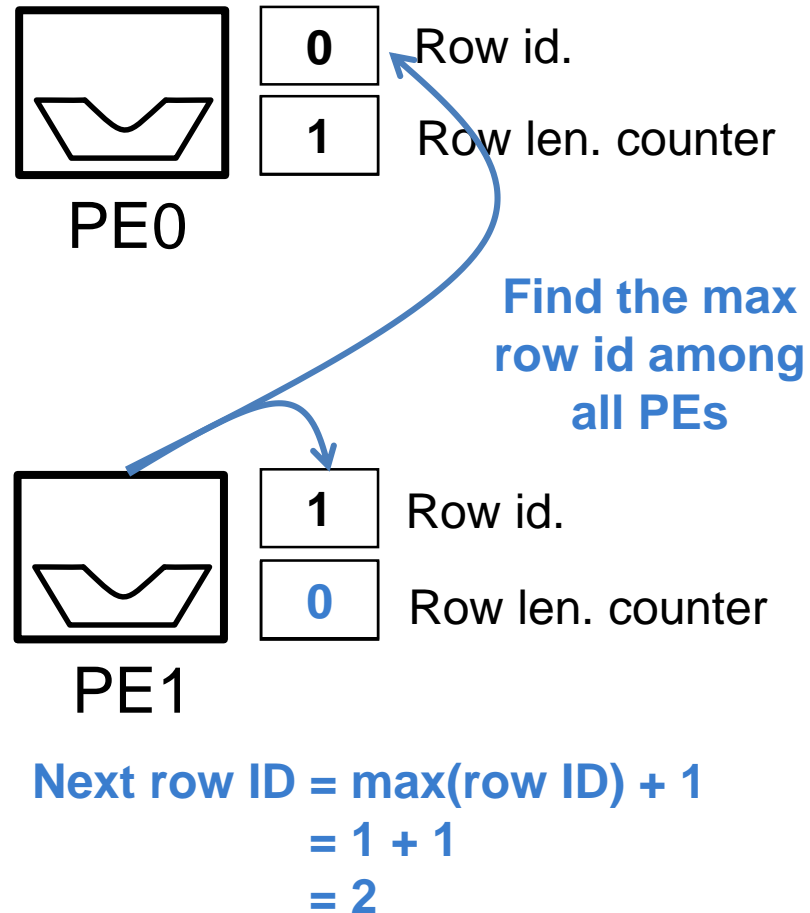 0 Row id.
1 Row len. counter
PE0
Find the max
row id among
all PEs
1 Row id.
0 Row len. counter
PE1
Next row ID = max(row ID) + 1
= 1 + 1
= 2